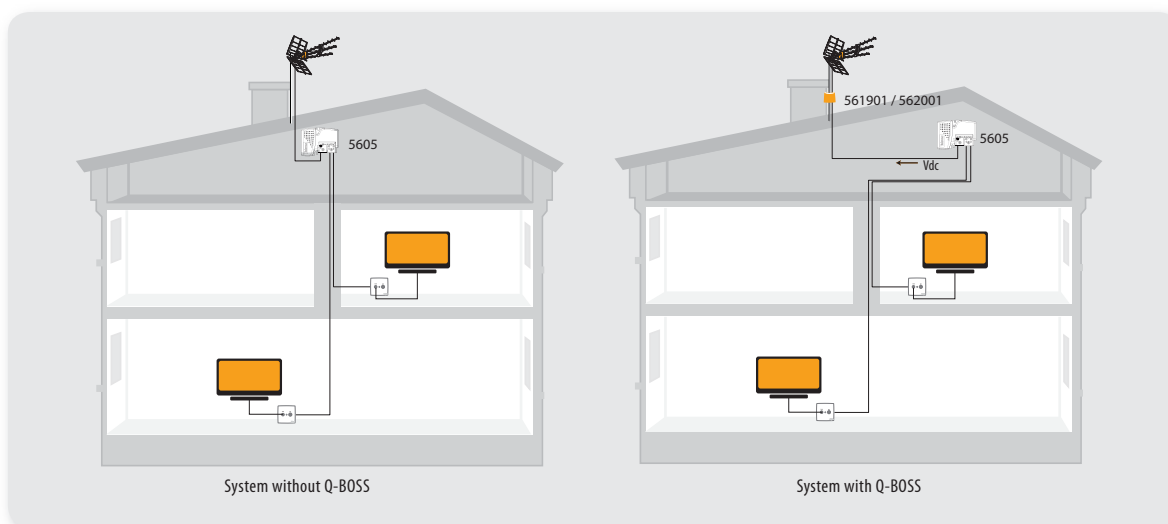 5605
System without Q-BOSS
561901 / 562001
5605
Vdc
System with Q-BOSS